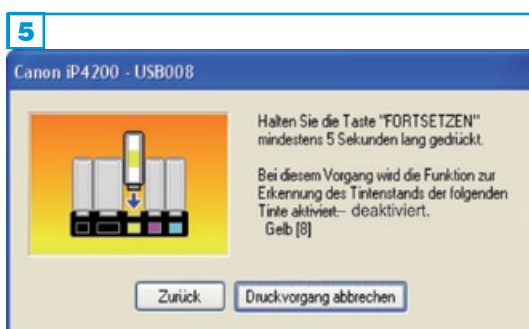 5
Canon iP4200 - USB008
Halten Sie die Taste "FORTSETZEN"
mindestens 5 Sekunden lang gedrückt.
Bei diesem Vorgang wird die Funktion zur
Erkennung des Tintenstands der folgenden
Tinte aktiviert.- deaktiviert.
Gelb [8]
Zurück
Druckvorgang abbrechen